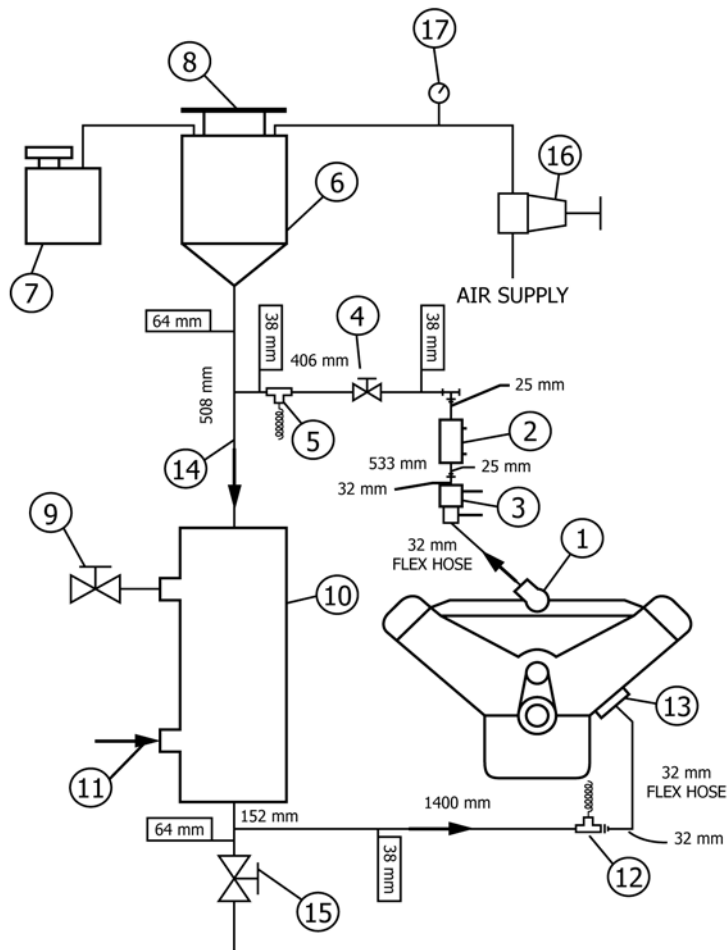 17
8
16
6
7
AIR SUPPLY
64 mm
38 mm
4
38 mm
406 mm
25 mm
508 mm
5
2
14
533 mm
25 mm
32 mm
3
9
32 mm
FLEX HOSE
1
10
13
11
32 mm
FLEX HOSE
152 mm
1400 mm
64 mm
38 mm
32 mm
12
15